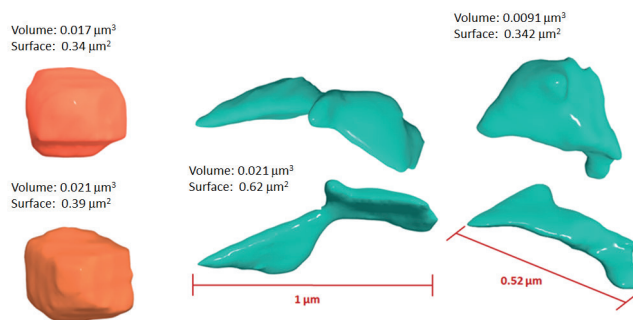 Volume: 0.017 µm³
Surface: 0.34 µm²
Volume: 0.0091 µm³
Surface: 0.342 µm²
Volume: 0.021 µm³
Surface: 0.39 µm²
Volume: 0.021 µm³
Surface: 0.62 µm²
1 µm
0.52 µm